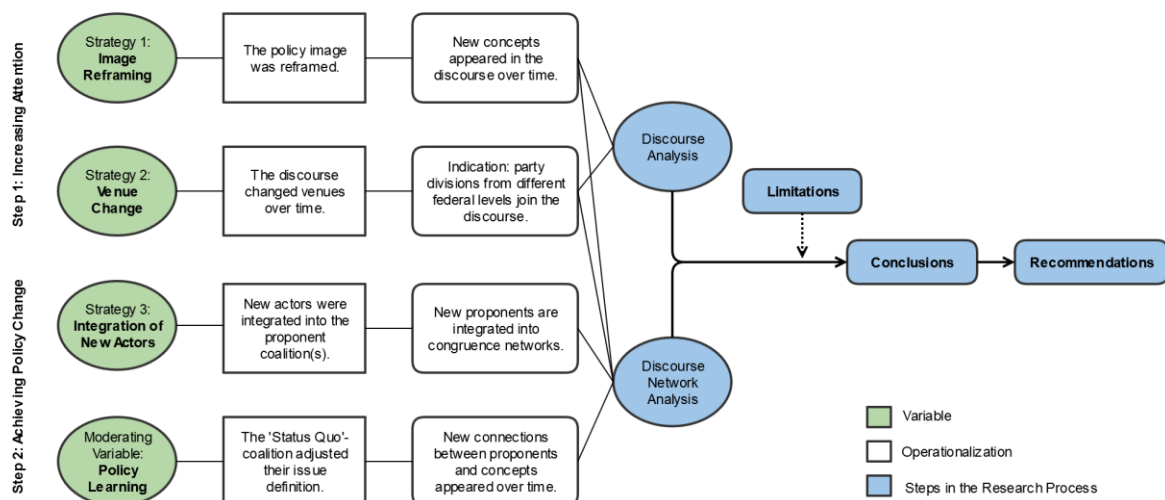 Step 1: Increasing Attention
Strategy 1:
Image
Reframing
The policy image
was reframed.
New concepts
appeared in the
discourse over time.
Strategy 2:
Venue
Change
The discourse
changed venues
over time.
Indication: party
divisions from different
federal levels join the
discourse.
Discourse
Analysis
Limitations
Conclusions
Recommendations
Step 2: Achieving Policy Change
Strategy 3:
Integration of
New Actors
New actors were
integrated into the
proponent
coalition(s).
New proponents are
integrated into
congruence networks.
Discourse
Network
Analysis
Moderating
Variable:
Policy
Learning
The 'Status Quo'-
coalition adjusted
their issue
definition.
New connections
between proponents
and concepts
appeared over time.
Variable
Operationalization
Steps in the Research Process